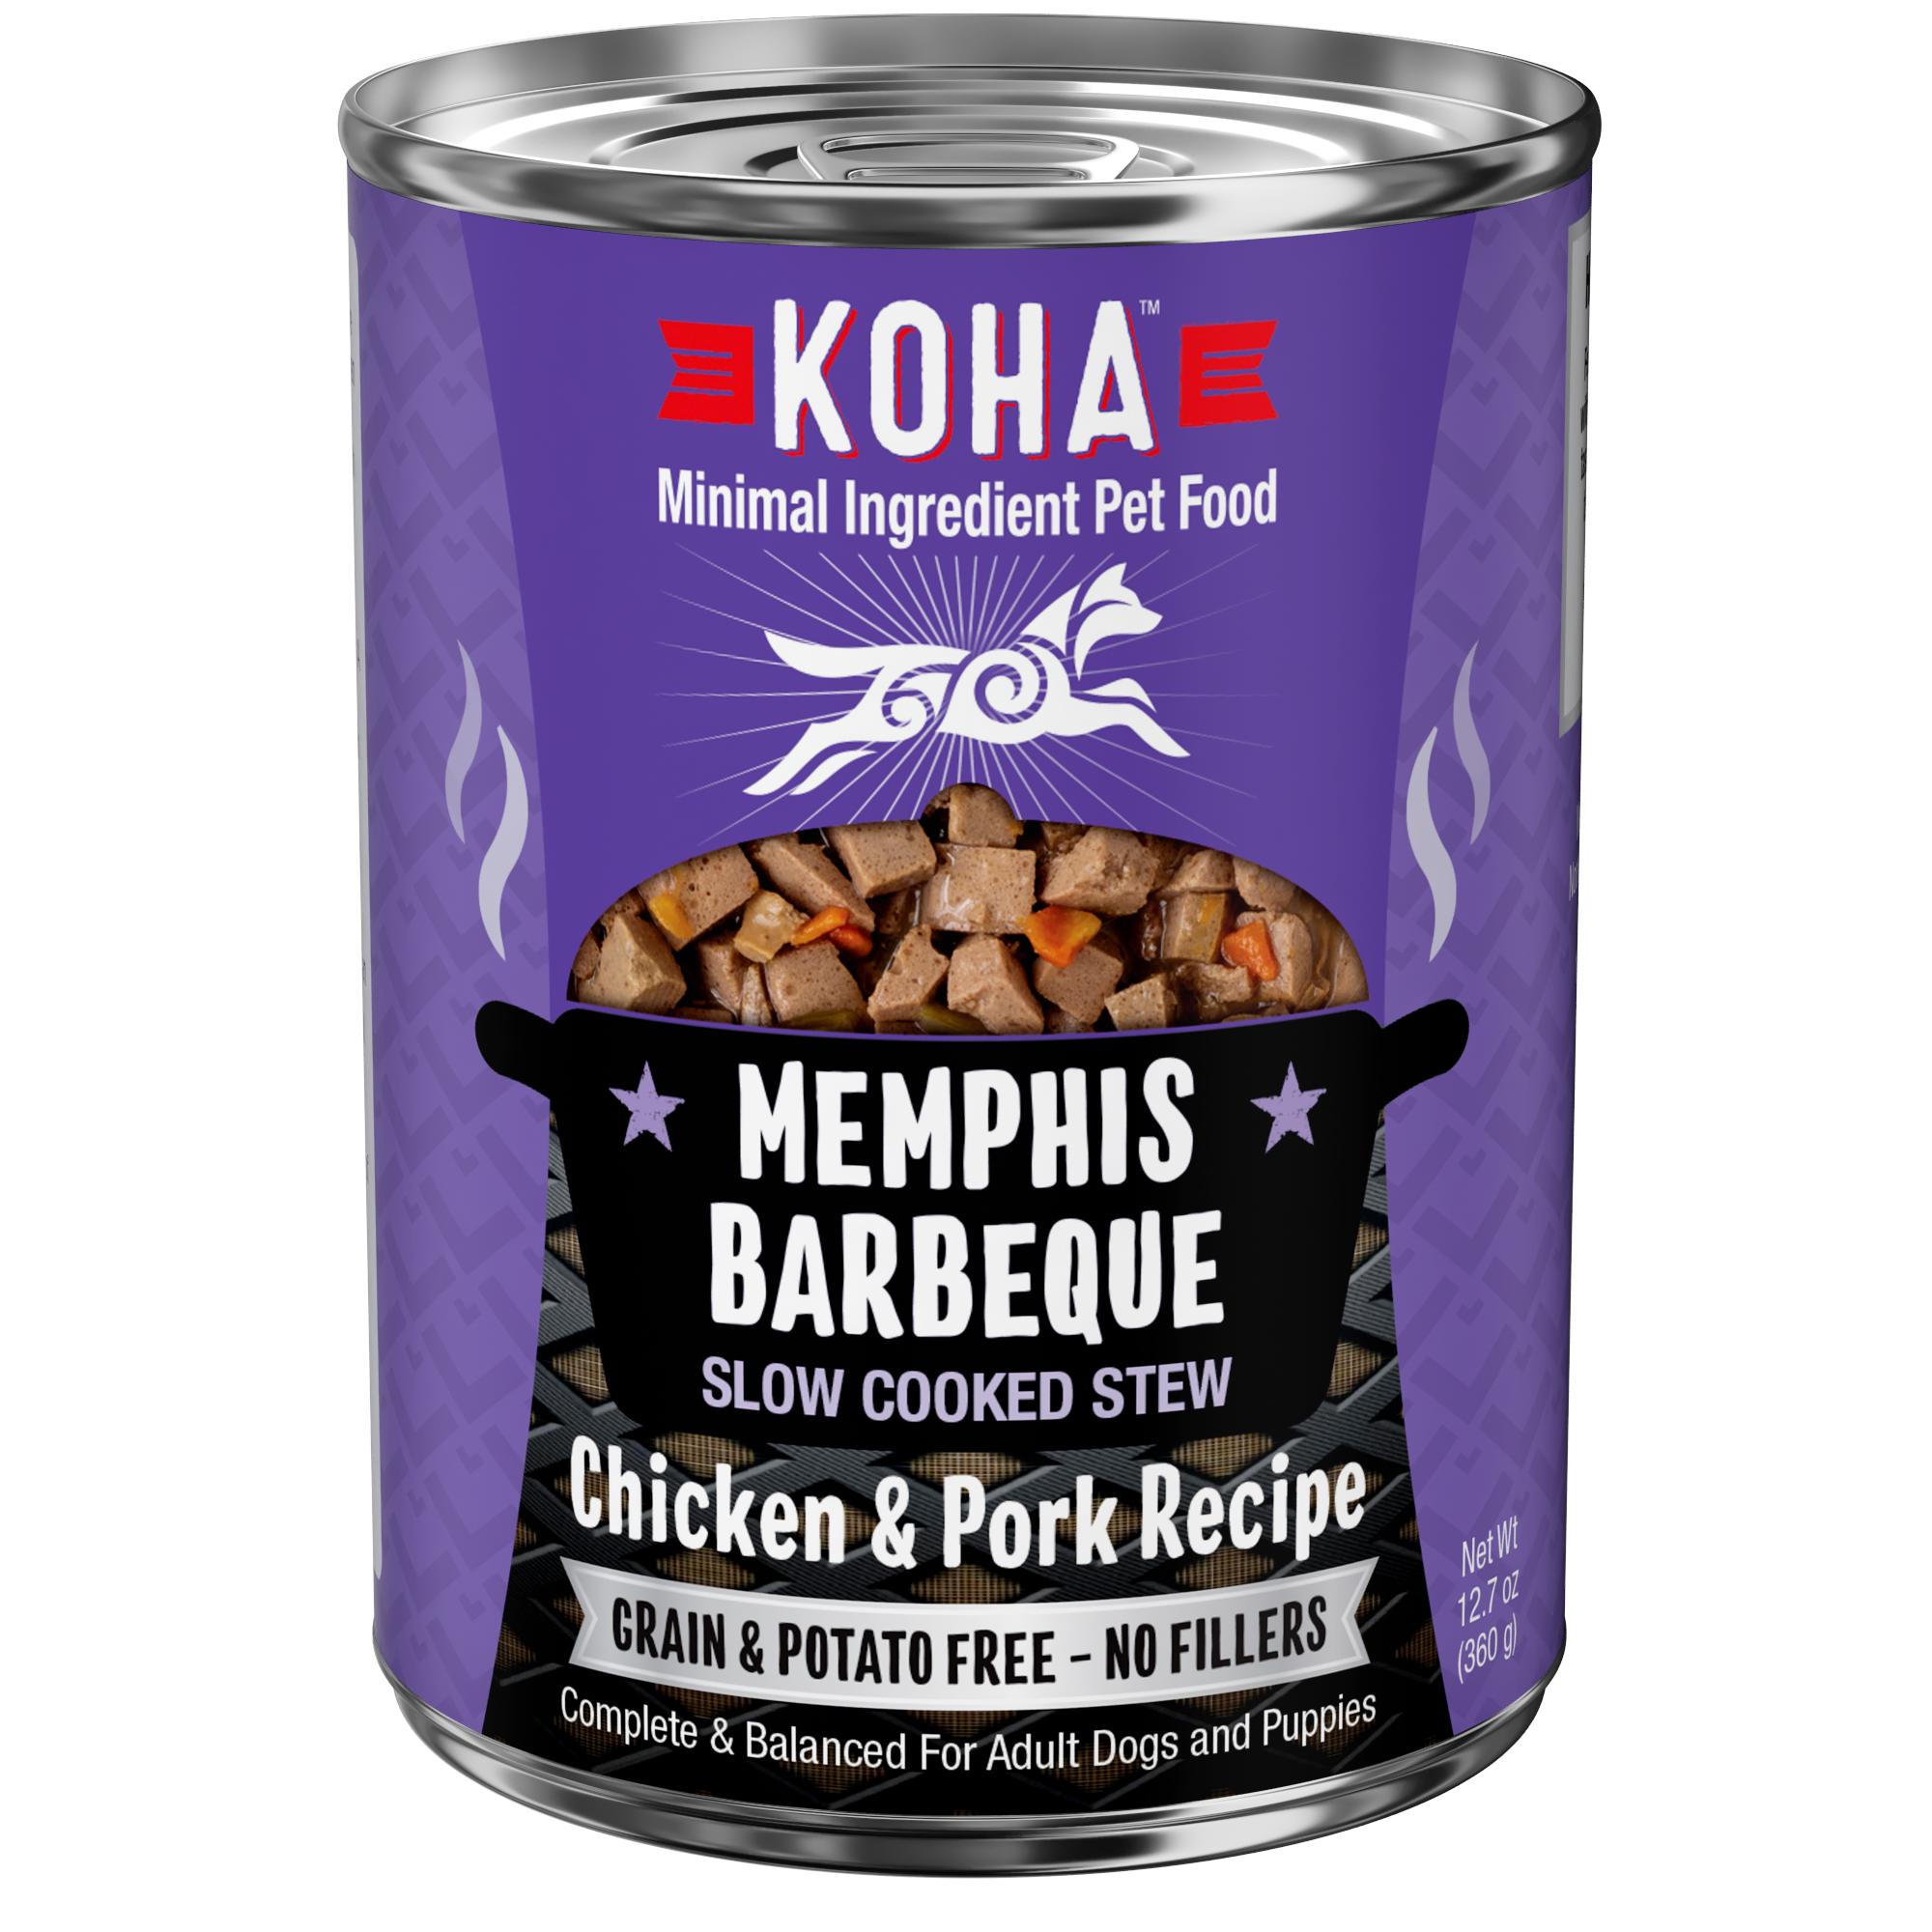 KOHA™
Minimal Ingredient Pet Food
MEMPHIS
BARBEQUE
SLOW COOKED STEW
Chicken & Pork Recipe
GRAIN & POTATO FREE – NO FILLERS
Complete & Balanced For Adult Dogs and Puppies
Net Wt
12.7 oz
(360 g)